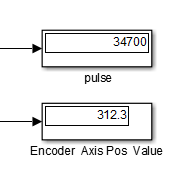 34700
pulse
312.3
Encoder Axis Pos Value